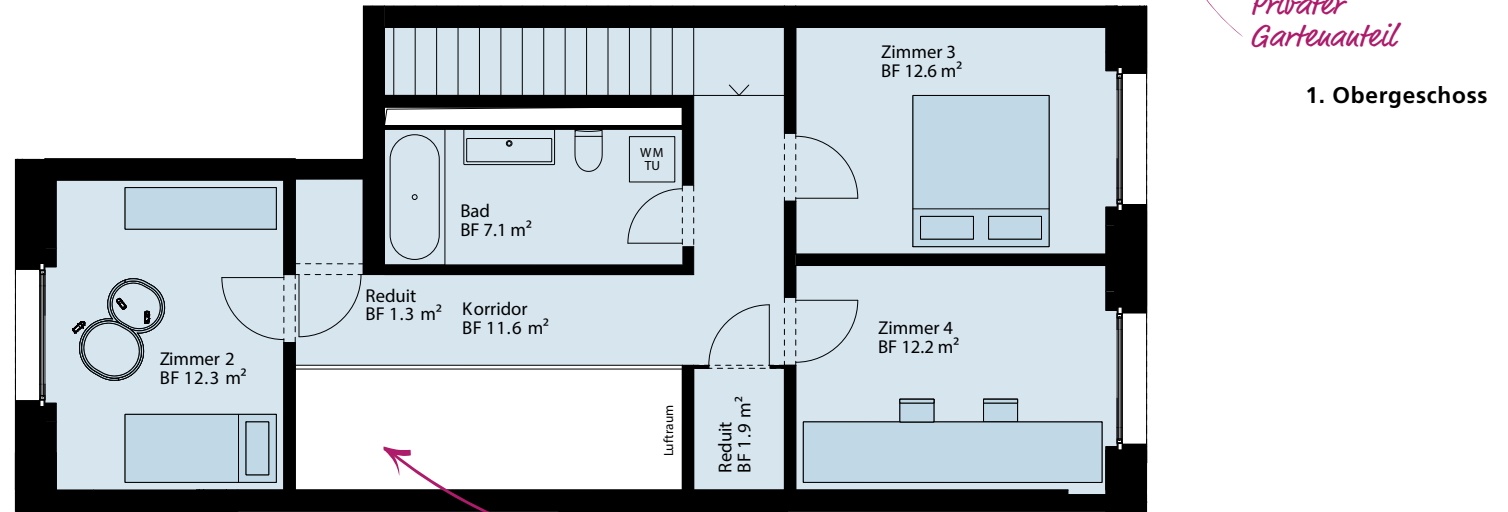 Privater
Gartenanteil
1. Obergeschoss
Zimmer 3
BF 12.6 m²
WM
TU
Bad
BF 7.1 m²
Reduit
BF 1.3 m²
Korridor
BF 11.6 m²
Zimmer 4
BF 12.2 m²
Zimmer 2
BF 12.3 m²
Luftraum
Reduit
BF 1.9 m²